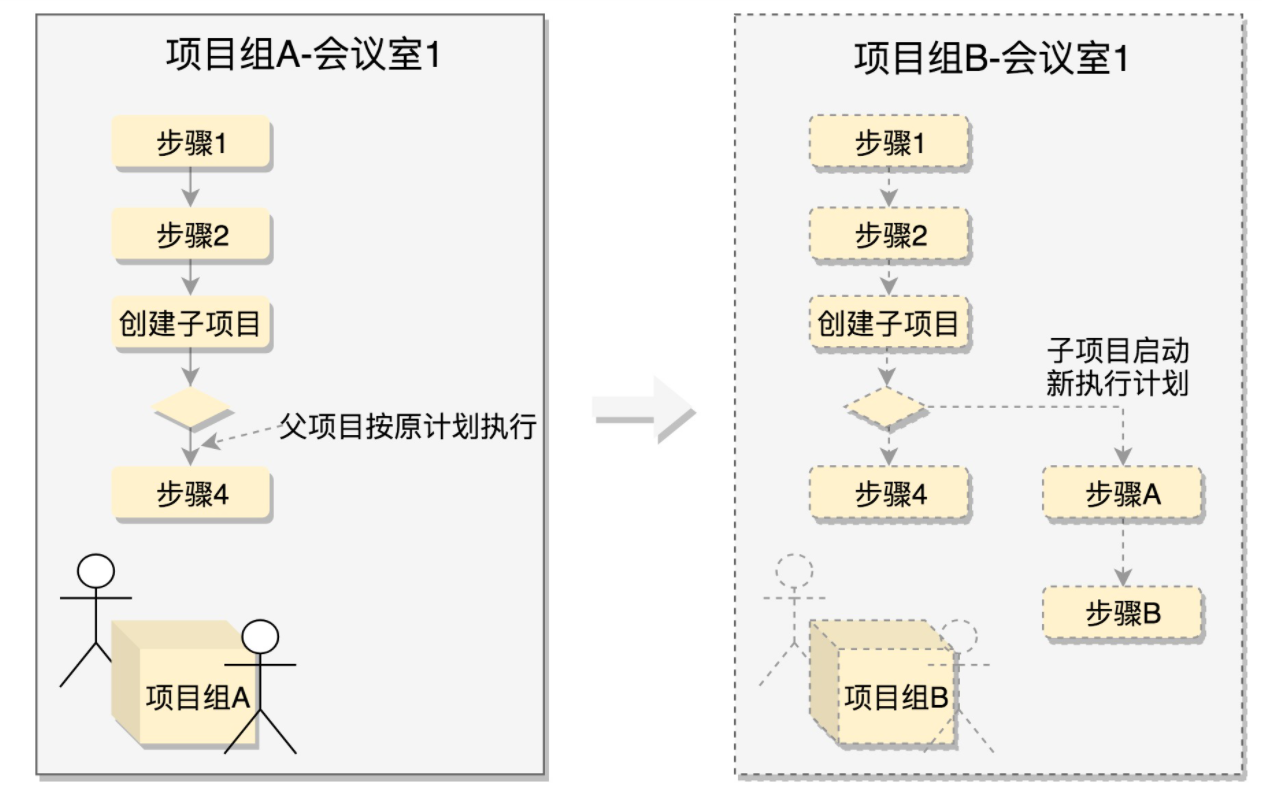 项目组A-会议室1
步骤1
步骤2
创建子项目
父项目按原计划执行
步骤4
项目组A
项目组B-会议室1
步骤1
步骤2
创建子项目
子项目启动
新执行计划
步骤4
步骤A
步骤B
项目组B